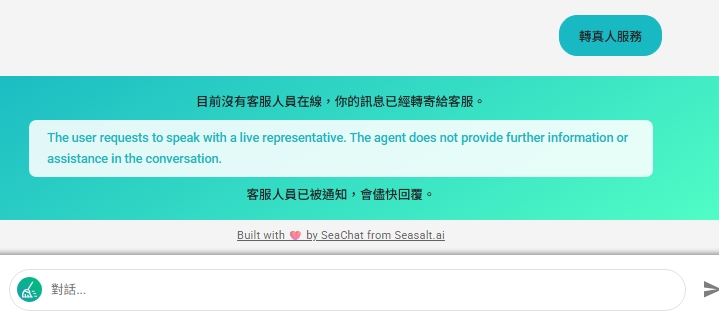 轉真人服務
目前沒有客服人員在線，你的訊息已經轉寄給客服。
The user requests to speak with a live representative. The agent does not provide further information or
assistance in the conversation.
客服人員已被通知，會儘快回覆。
Built with 💗 by SeaChat from Seasalt.ai
對話...